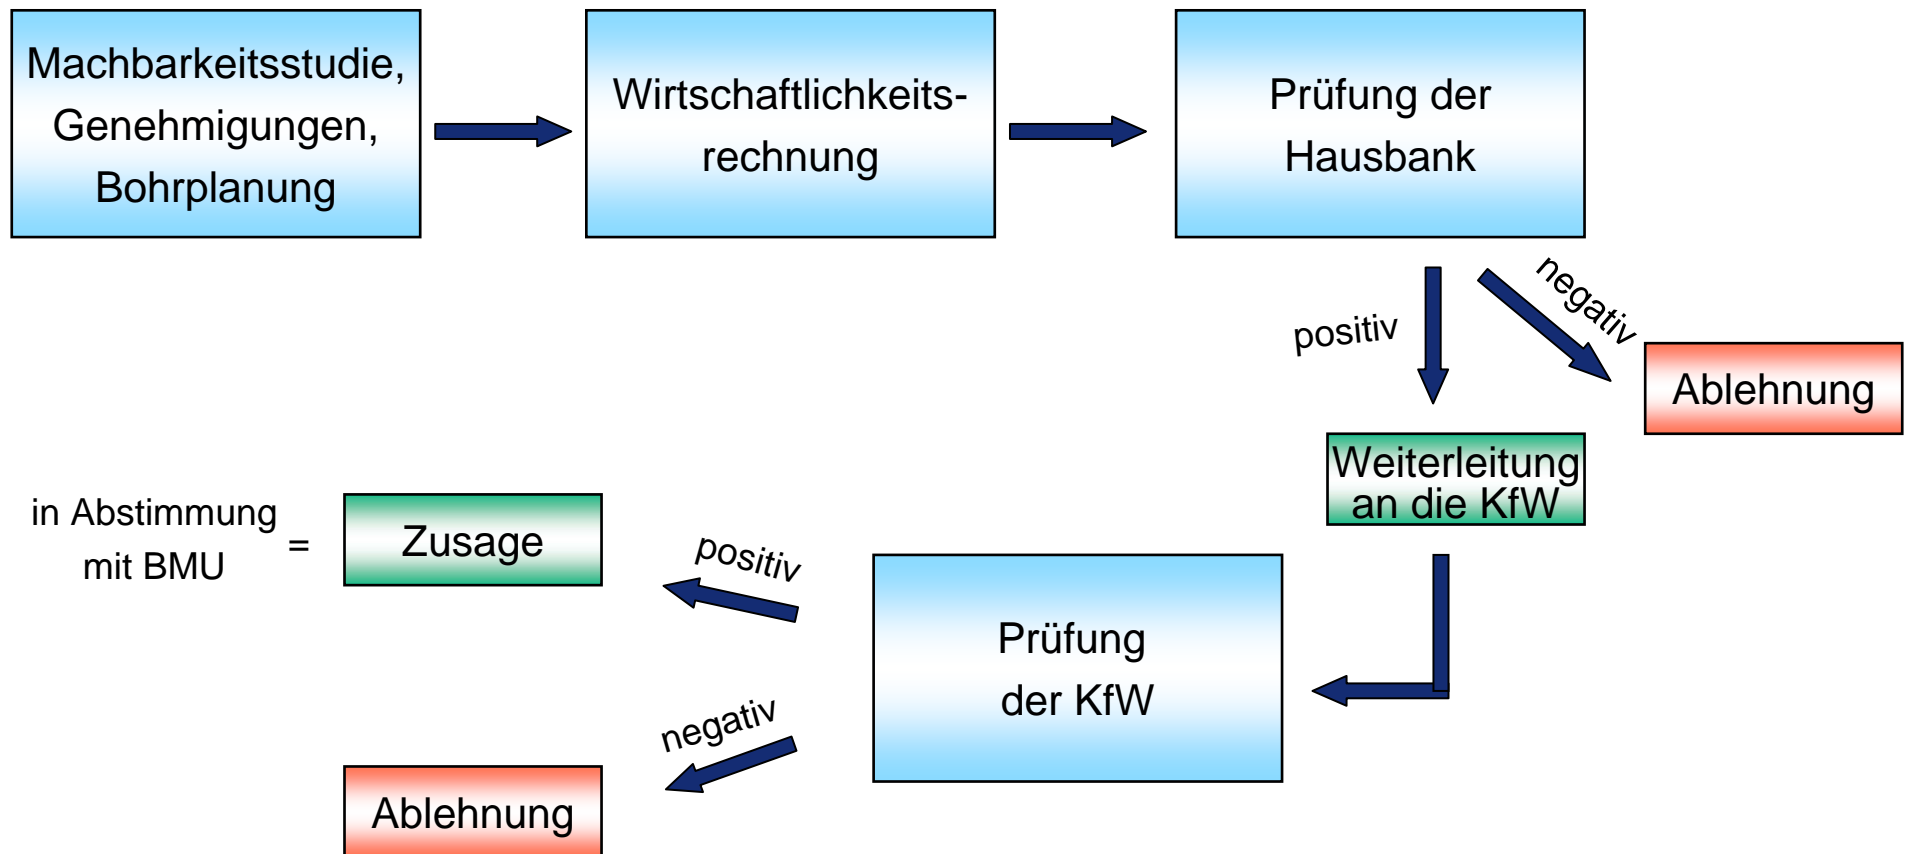 Machbarkeitsstudie,
Genehmigungen,
Bohrplanung
Wirtschaftlichkeits-
rechnung
Prüfung der
Hausbank
positiv
negativ
Ablehnung
Weiterleitung
an die KfW
Prüfung
der KfW
positiv
Zusage
=
in Abstimmung
mit BMU
negativ
Ablehnung